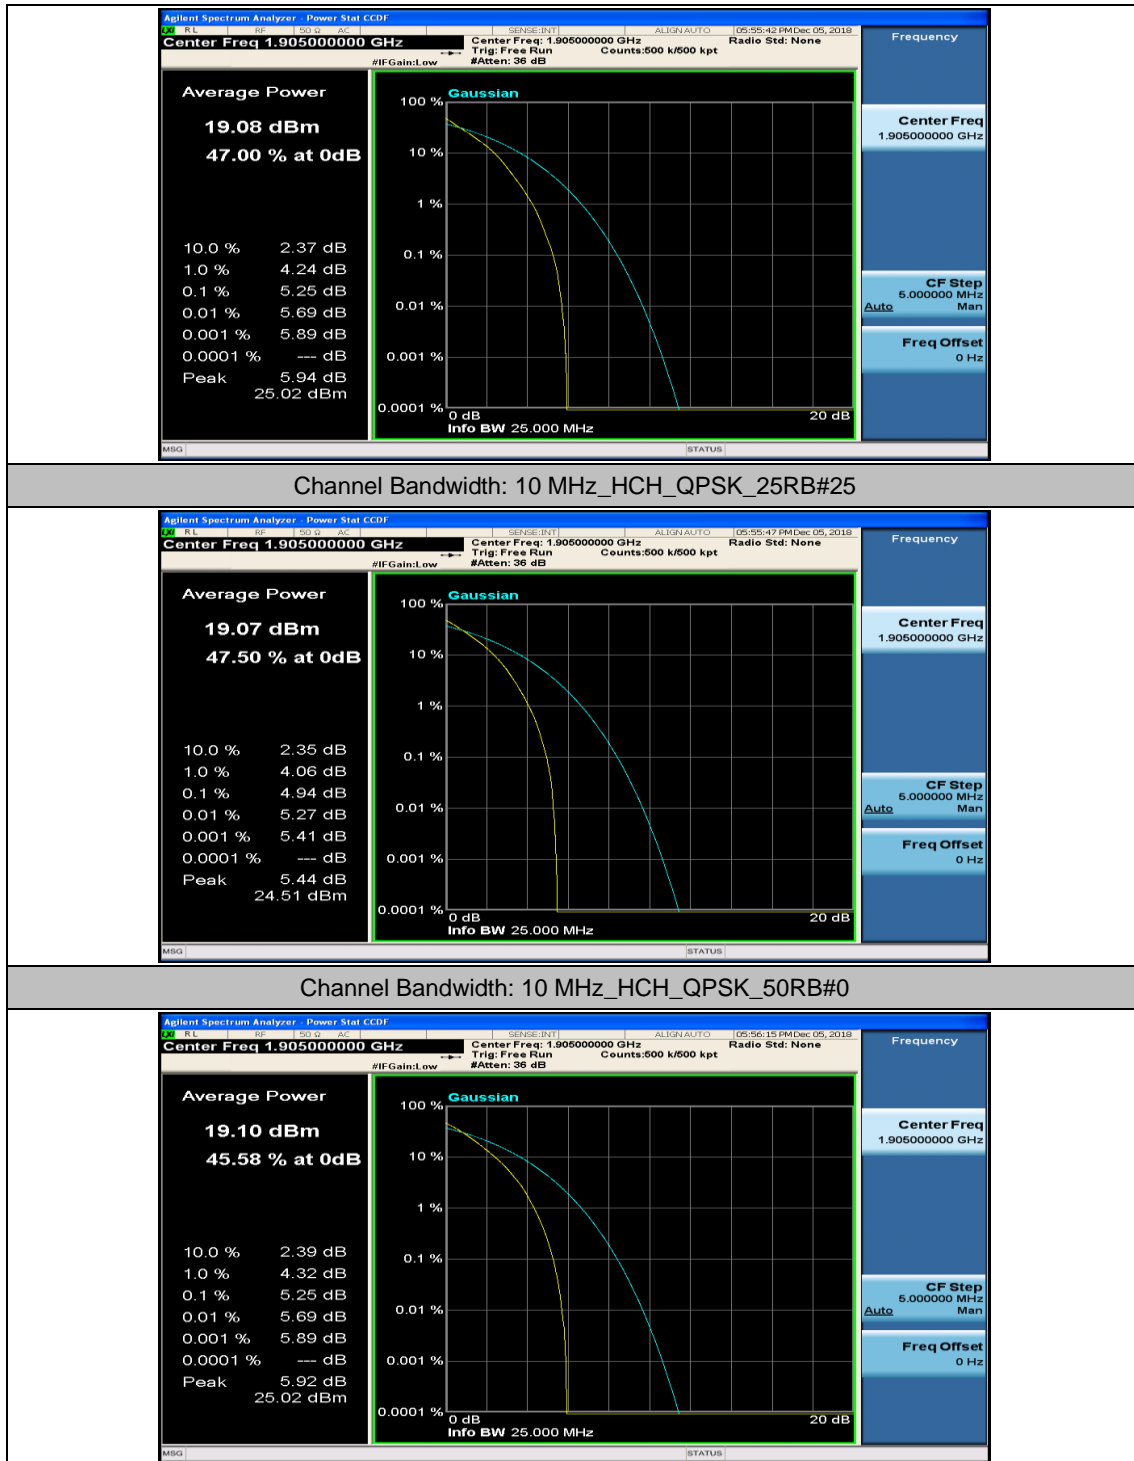 Agilent Spectrum Analyzer - Power Stat CCDF
LXI RL RF 50 Ω AC SENSE:INT ALIGN AUTO 05:55:42 PM Dec 05, 2018
Center Freq 1.905000000 GHz
Center Freq: 1.905000000 GHz Radio Std: None
Trig: Free Run Counts:500 k/500 kpt
#IFGain:Low #Atten: 36 dB
Frequency
Average Power
19.08 dBm
47.00 % at 0dB
10.0 % 2.37 dB
1.0 % 4.24 dB
0.1 % 5.25 dB
0.01 % 5.69 dB
0.001 % 5.89 dB
0.0001 % --- dB
Peak 5.94 dB
25.02 dBm
Gaussian
100 %
10 %
1 %
0.1 %
0.01 %
0.001 %
0.0001 %
0 dB 20 dB
Info BW 25.000 MHz
Center Freq
1.905000000 GHz
CF Step
5.000000 MHz
Auto Man
Freq Offset
0 Hz
MSG STATUS
Channel Bandwidth: 10 MHz_HCH_QPSK_25RB#25
Agilent Spectrum Analyzer - Power Stat CCDF
LXI RL RF 50 Ω AC SENSE:INT ALIGN AUTO 05:55:47 PM Dec 05, 2018
Center Freq 1.905000000 GHz
Center Freq: 1.905000000 GHz Radio Std: None
Trig: Free Run Counts:500 k/500 kpt
#IFGain:Low #Atten: 36 dB
Frequency
Average Power
19.07 dBm
47.50 % at 0dB
10.0 % 2.35 dB
1.0 % 4.06 dB
0.1 % 4.94 dB
0.01 % 5.27 dB
0.001 % 5.41 dB
0.0001 % --- dB
Peak 5.44 dB
24.51 dBm
Gaussian
100 %
10 %
1 %
0.1 %
0.01 %
0.001 %
0.0001 %
0 dB 20 dB
Info BW 25.000 MHz
Center Freq
1.905000000 GHz
CF Step
5.000000 MHz
Auto Man
Freq Offset
0 Hz
MSG STATUS
Channel Bandwidth: 10 MHz_HCH_QPSK_50RB#0
Agilent Spectrum Analyzer - Power Stat CCDF
LXI RL RF 50 Ω AC SENSE:INT ALIGN AUTO 05:56:15 PM Dec 05, 2018
Center Freq 1.905000000 GHz
Center Freq: 1.905000000 GHz Radio Std: None
Trig: Free Run Counts:500 k/500 kpt
#IFGain:Low #Atten: 36 dB
Frequency
Average Power
19.10 dBm
45.58 % at 0dB
10.0 % 2.39 dB
1.0 % 4.32 dB
0.1 % 5.25 dB
0.01 % 5.69 dB
0.001 % 5.89 dB
0.0001 % --- dB
Peak 5.92 dB
25.02 dBm
Gaussian
100 %
10 %
1 %
0.1 %
0.01 %
0.001 %
0.0001 %
0 dB 20 dB
Info BW 25.000 MHz
Center Freq
1.905000000 GHz
CF Step
5.000000 MHz
Auto Man
Freq Offset
0 Hz
MSG STATUS